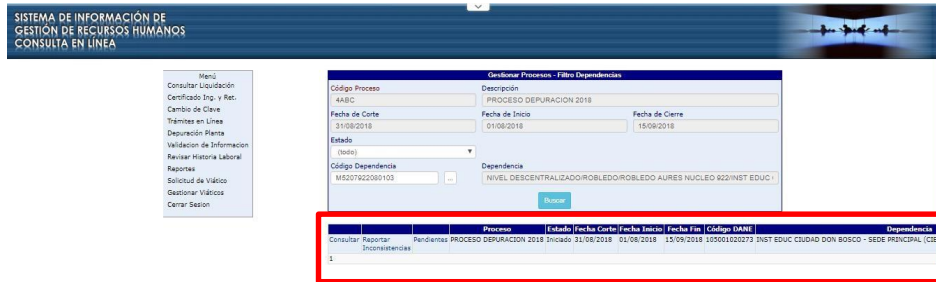 SISTEMA DE INFORMACIÓN DE
GESTIÓN DE RECURSOS HUMANOS
CONSULTA EN LÍNEA
Menú
Consultar Liquidación
Certificado Ing. y Ret.
Cambio de Clave
Trámites en Línea
Depuración Planta
Validacion de Informacion
Revisar Historia Laboral
Reportes
Solicitud de Viático
Gestionar Viáticos
Cerrar Sesion
Gestionar Procesos - Filtro Dependencias
Código Proceso Descripción
4ABC PROCESO DEPURACION 2018
Fecha de Corte Fecha de Inicio Fecha de Cierre
31/08/2018 01/08/2018 15/09/2018
Estado
(todo)
Código Dependencia Dependencia
M5207922080103 ... NIVEL DESCENTRALIZADO/ROBLEDO/ROBLEDO AURES NUCLEO 922/INST EDUC
Buscar
Proceso Estado Fecha Corte Fecha Inicio Fecha Fin Código DANE Dependencia
Consultar Reportar Pendientes PROCESO DEPURACION 2018 Iniciado 31/08/2018 01/08/2018 15/09/2018 105001020273 INST EDUC CIUDAD DON BOSCO - SEDE PRINCIPAL (CIE
Inconsistencias
1